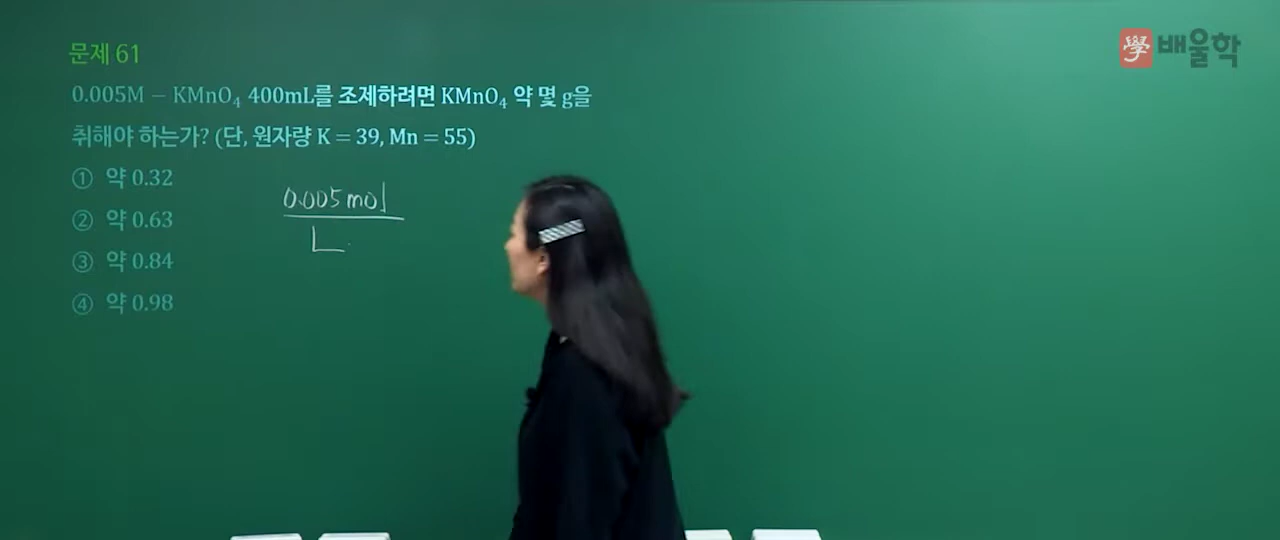 문제 61
學배울학
0.005M − KMnO₄ 400mL를 조제하려면 KMnO₄ 약 몇 g을
취해야 하는가? (단, 원자량 K = 39, Mn = 55)
① 약 0.32
② 약 0.63
③ 약 0.84
④ 약 0.98
0.005mol
L